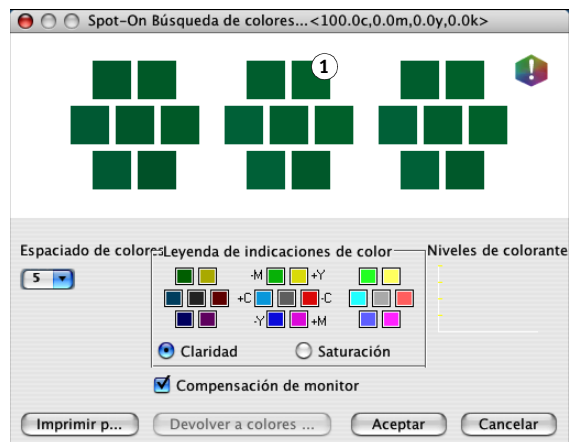 Spot-On Búsqueda de colores...<100.0c,0.0m,0.0y,0.0k>
1
!
Espaciado de colores
Leyenda de indicaciones de color
Niveles de colorante
5
-M +Y
+C -C
-Y +M
Claridad Saturación
Compensación de monitor
Imprimir p... Devolver a colores ... Aceptar Cancelar